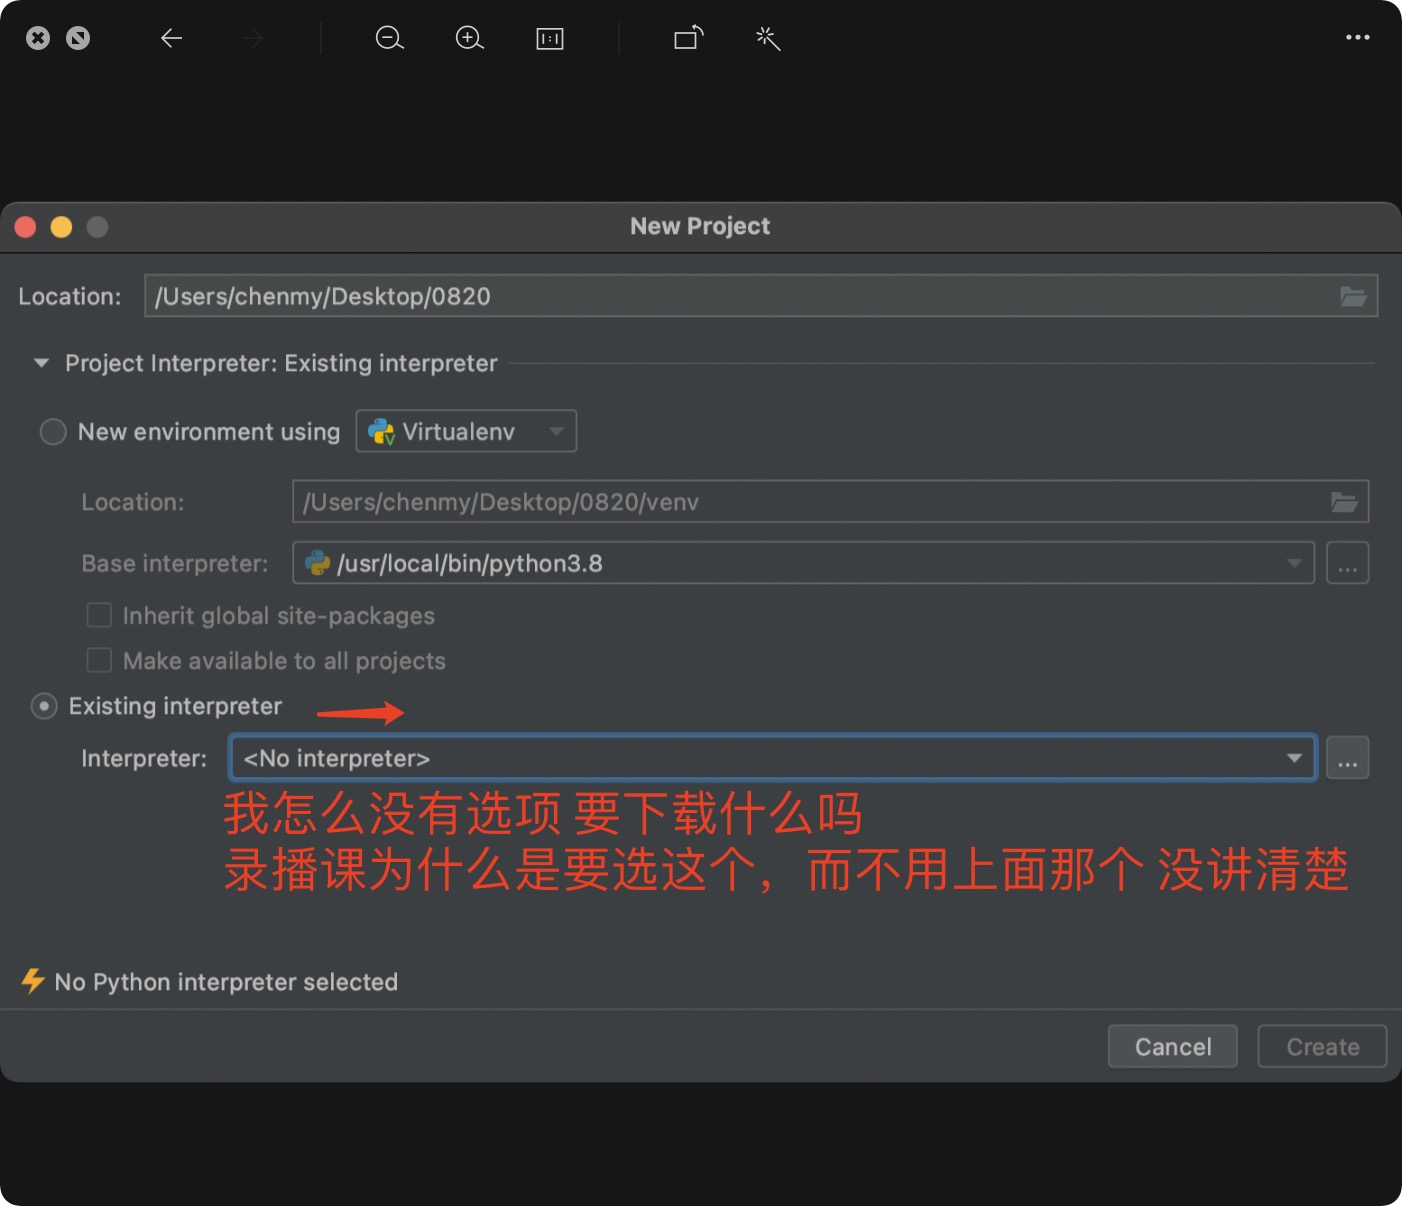 New Project
Location: /Users/chenmy/Desktop/0820
Project Interpreter: Existing interpreter
New environment using Virtualenv
Location: /Users/chenmy/Desktop/0820/venv
Base interpreter: /usr/local/bin/python3.8 ...
Inherit global site-packages
Make available to all projects
Existing interpreter
Interpreter: <No interpreter> ...
我怎么没有选项 要下载什么吗
录播课为什么是要选这个，而不用上面那个 没讲清楚
No Python interpreter selected
Cancel Create